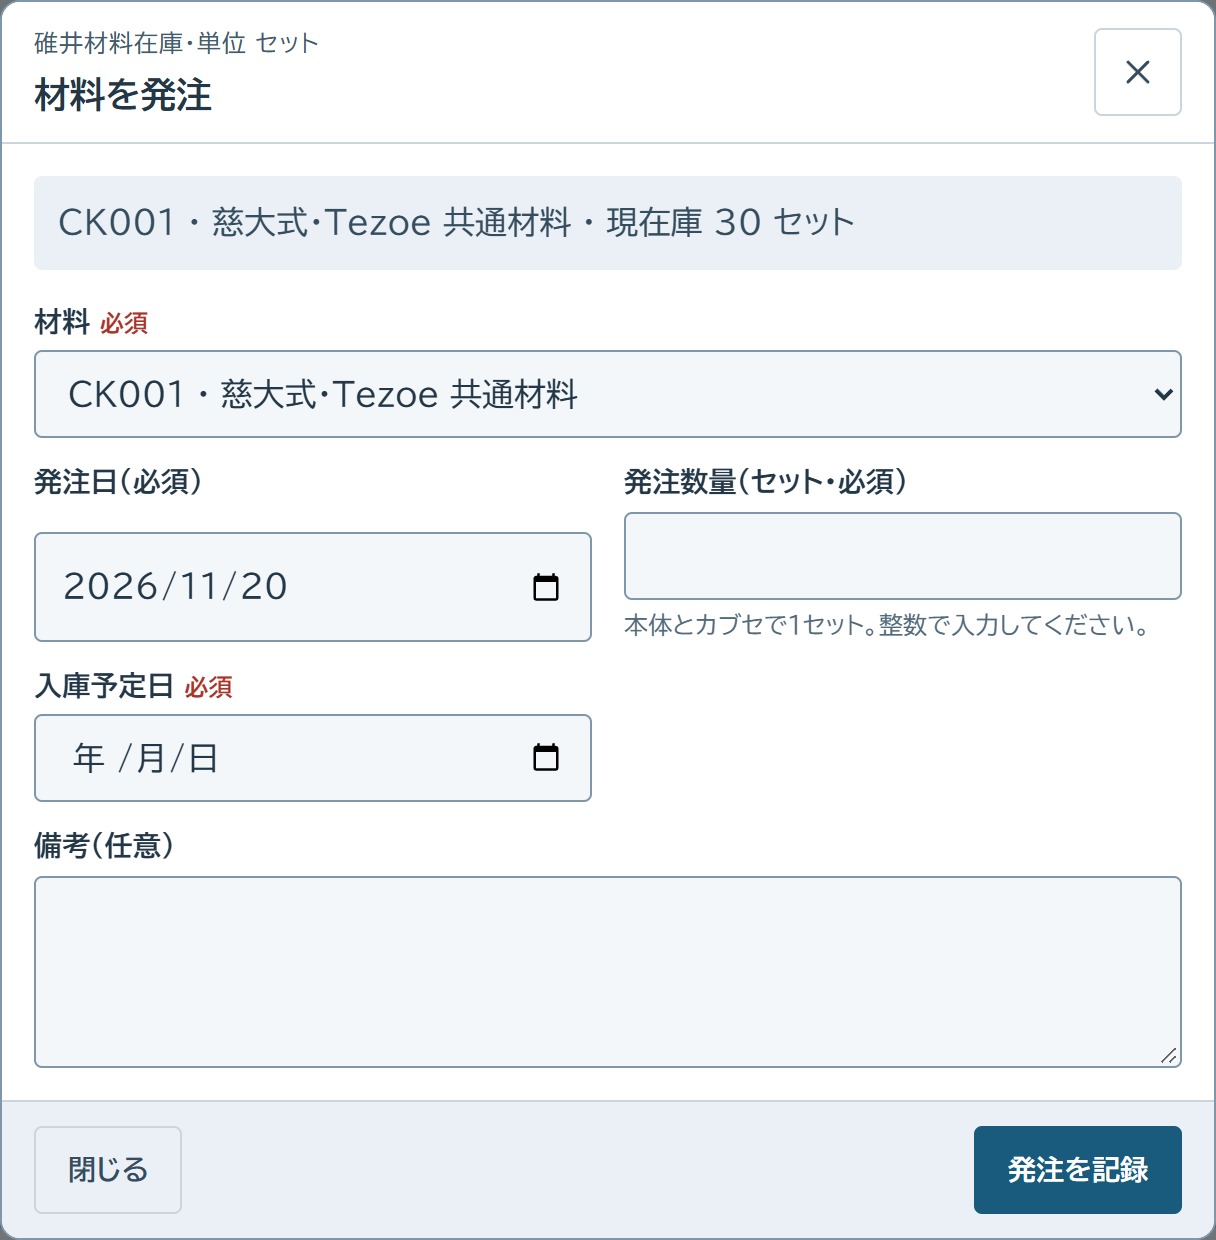 碓井材料在庫・単位 セット
材料を発注
CK001・慈大式・Tezoe 共通材料・現在庫 30 セット
材料 必須
CK001・慈大式・Tezoe 共通材料
発注日(必須)
発注数量(セット・必須)
2026/11/20
本体とカブセで1セット。整数で入力してください。
入庫予定日 必須
年 /月/日
備考(任意)
閉じる
発注を記録